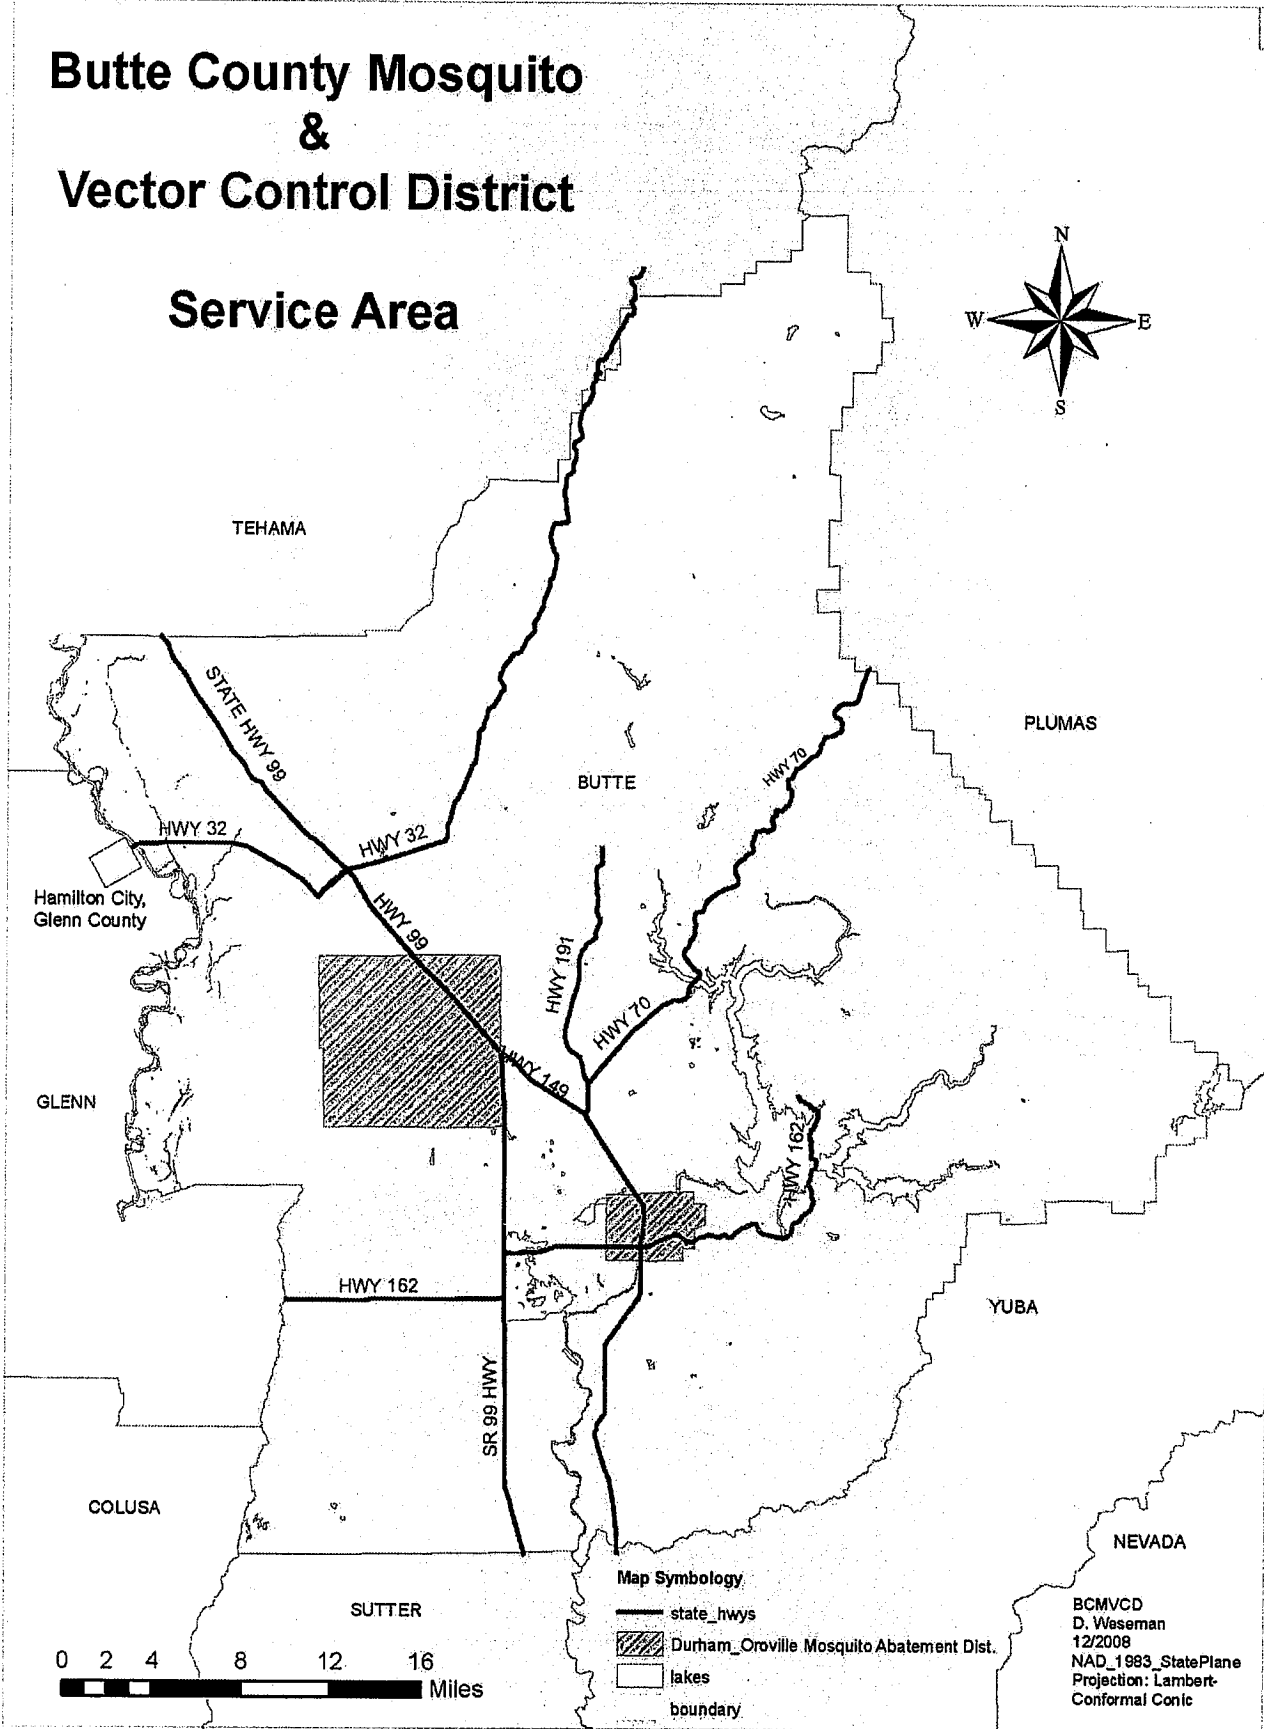 Butte County Mosquito
&
Vector Control District
Service Area
N
W
E
S
TEHAMA
STATE HWY 99
PLUMAS
HWY 70
BUTTE
HWY 32
HWY 32
Hamilton City,
Glenn County
HWY 99
HWY 191
HWY 70
HWY 149
GLENN
HWY 162
HWY 162
YUBA
SR 99 HWY
COLUSA
NEVADA
SUTTER
Map Symbology
state_hwys
Durham_Oroville Mosquito Abatement Dist.
lakes
boundary
0 2 4 8 12 16
Miles
BCMVCD
D. Weseman
12/2008
NAD_1983_StatePlane
Projection: Lambert-
Conformal Conic